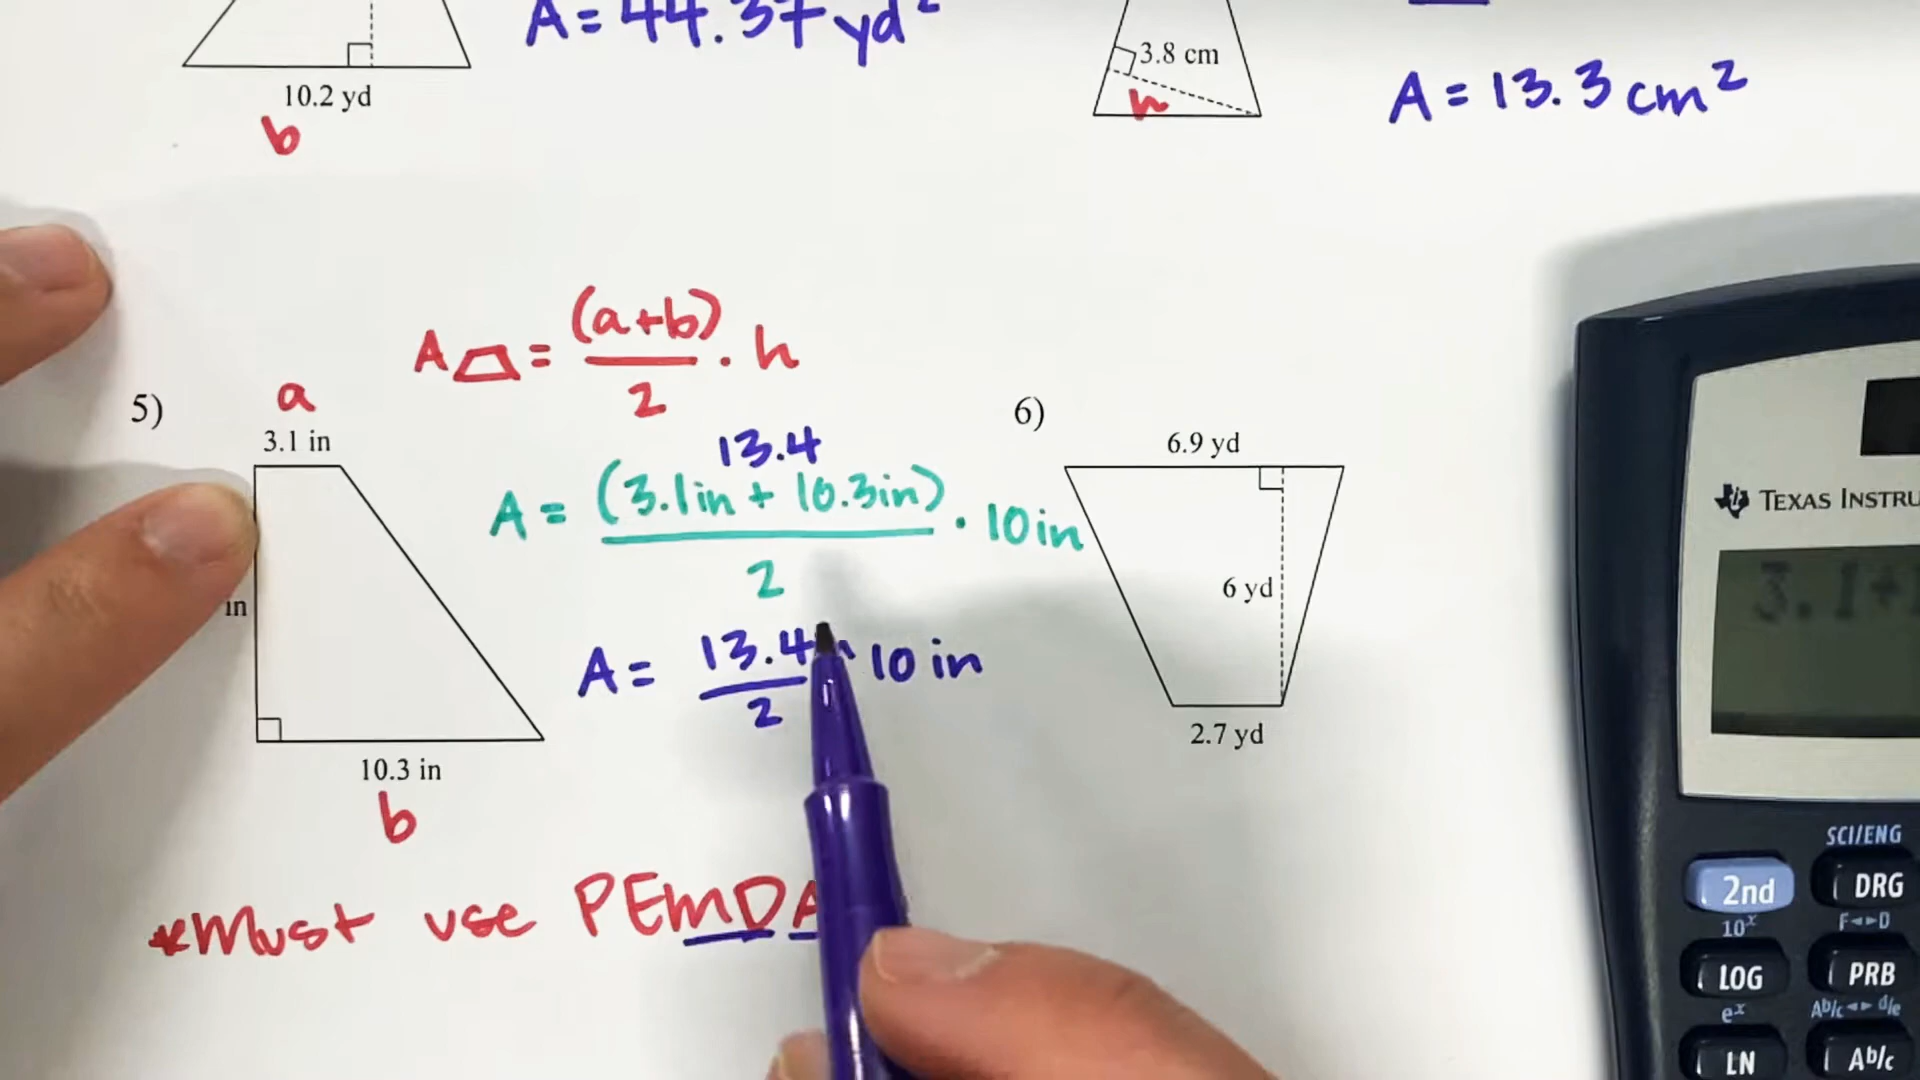 A = 44.37 yd²
10.2 yd
b
3.8 cm
h
A = 13.3 cm²
A = (a+b)/2 · h
5)
a
3.1 in
in
10.3 in
b
13.4
A = (3.1in + 10.3in)/2 · 10in
A = 13.4/2 10 in
6)
6.9 yd
6 yd
2.7 yd
*Must use PEMDA
TEXAS INSTRU
3.1+
SCI/ENG
2nd DRG
10ˣ F◄►D
LOG PRB
eˣ Ab/c◄►d/e
LN Ab/c